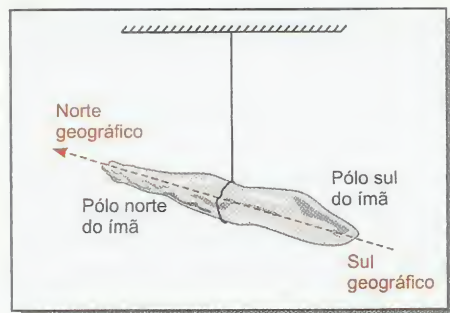 Norte
geográfico
Pólo norte
do ímã
Pólo sul
do ímã
Sul
geográfico